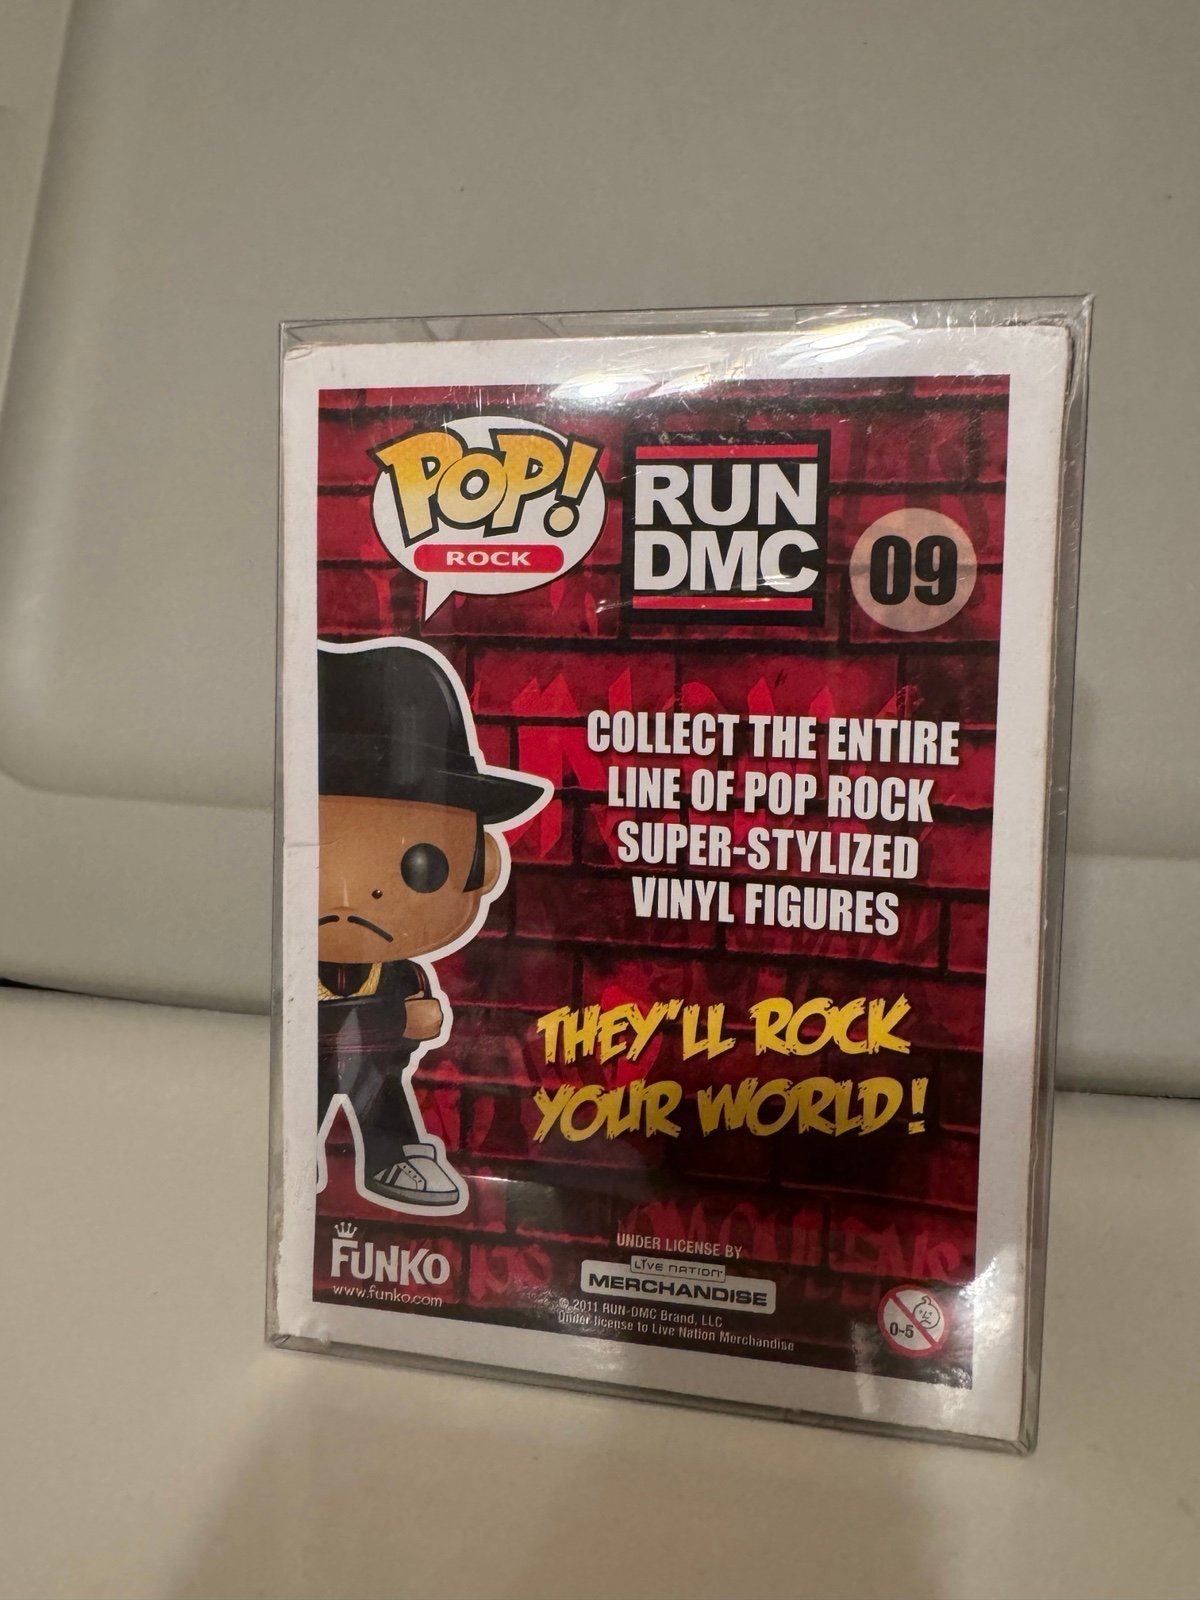 POP!
ROCK
RUN
DMC
09
COLLECT THE ENTIRE
LINE OF POP ROCK
SUPER-STYLIZED
VINYL FIGURES
THEY'LL ROCK
YOUR WORLD!
FUNKO
www.funko.com
UNDER LICENSE BY
LIVE NATION
MERCHANDISE
© 2011 RUN-DMC Brand, LLC
Under license to Live Nation Merchandise
0-5